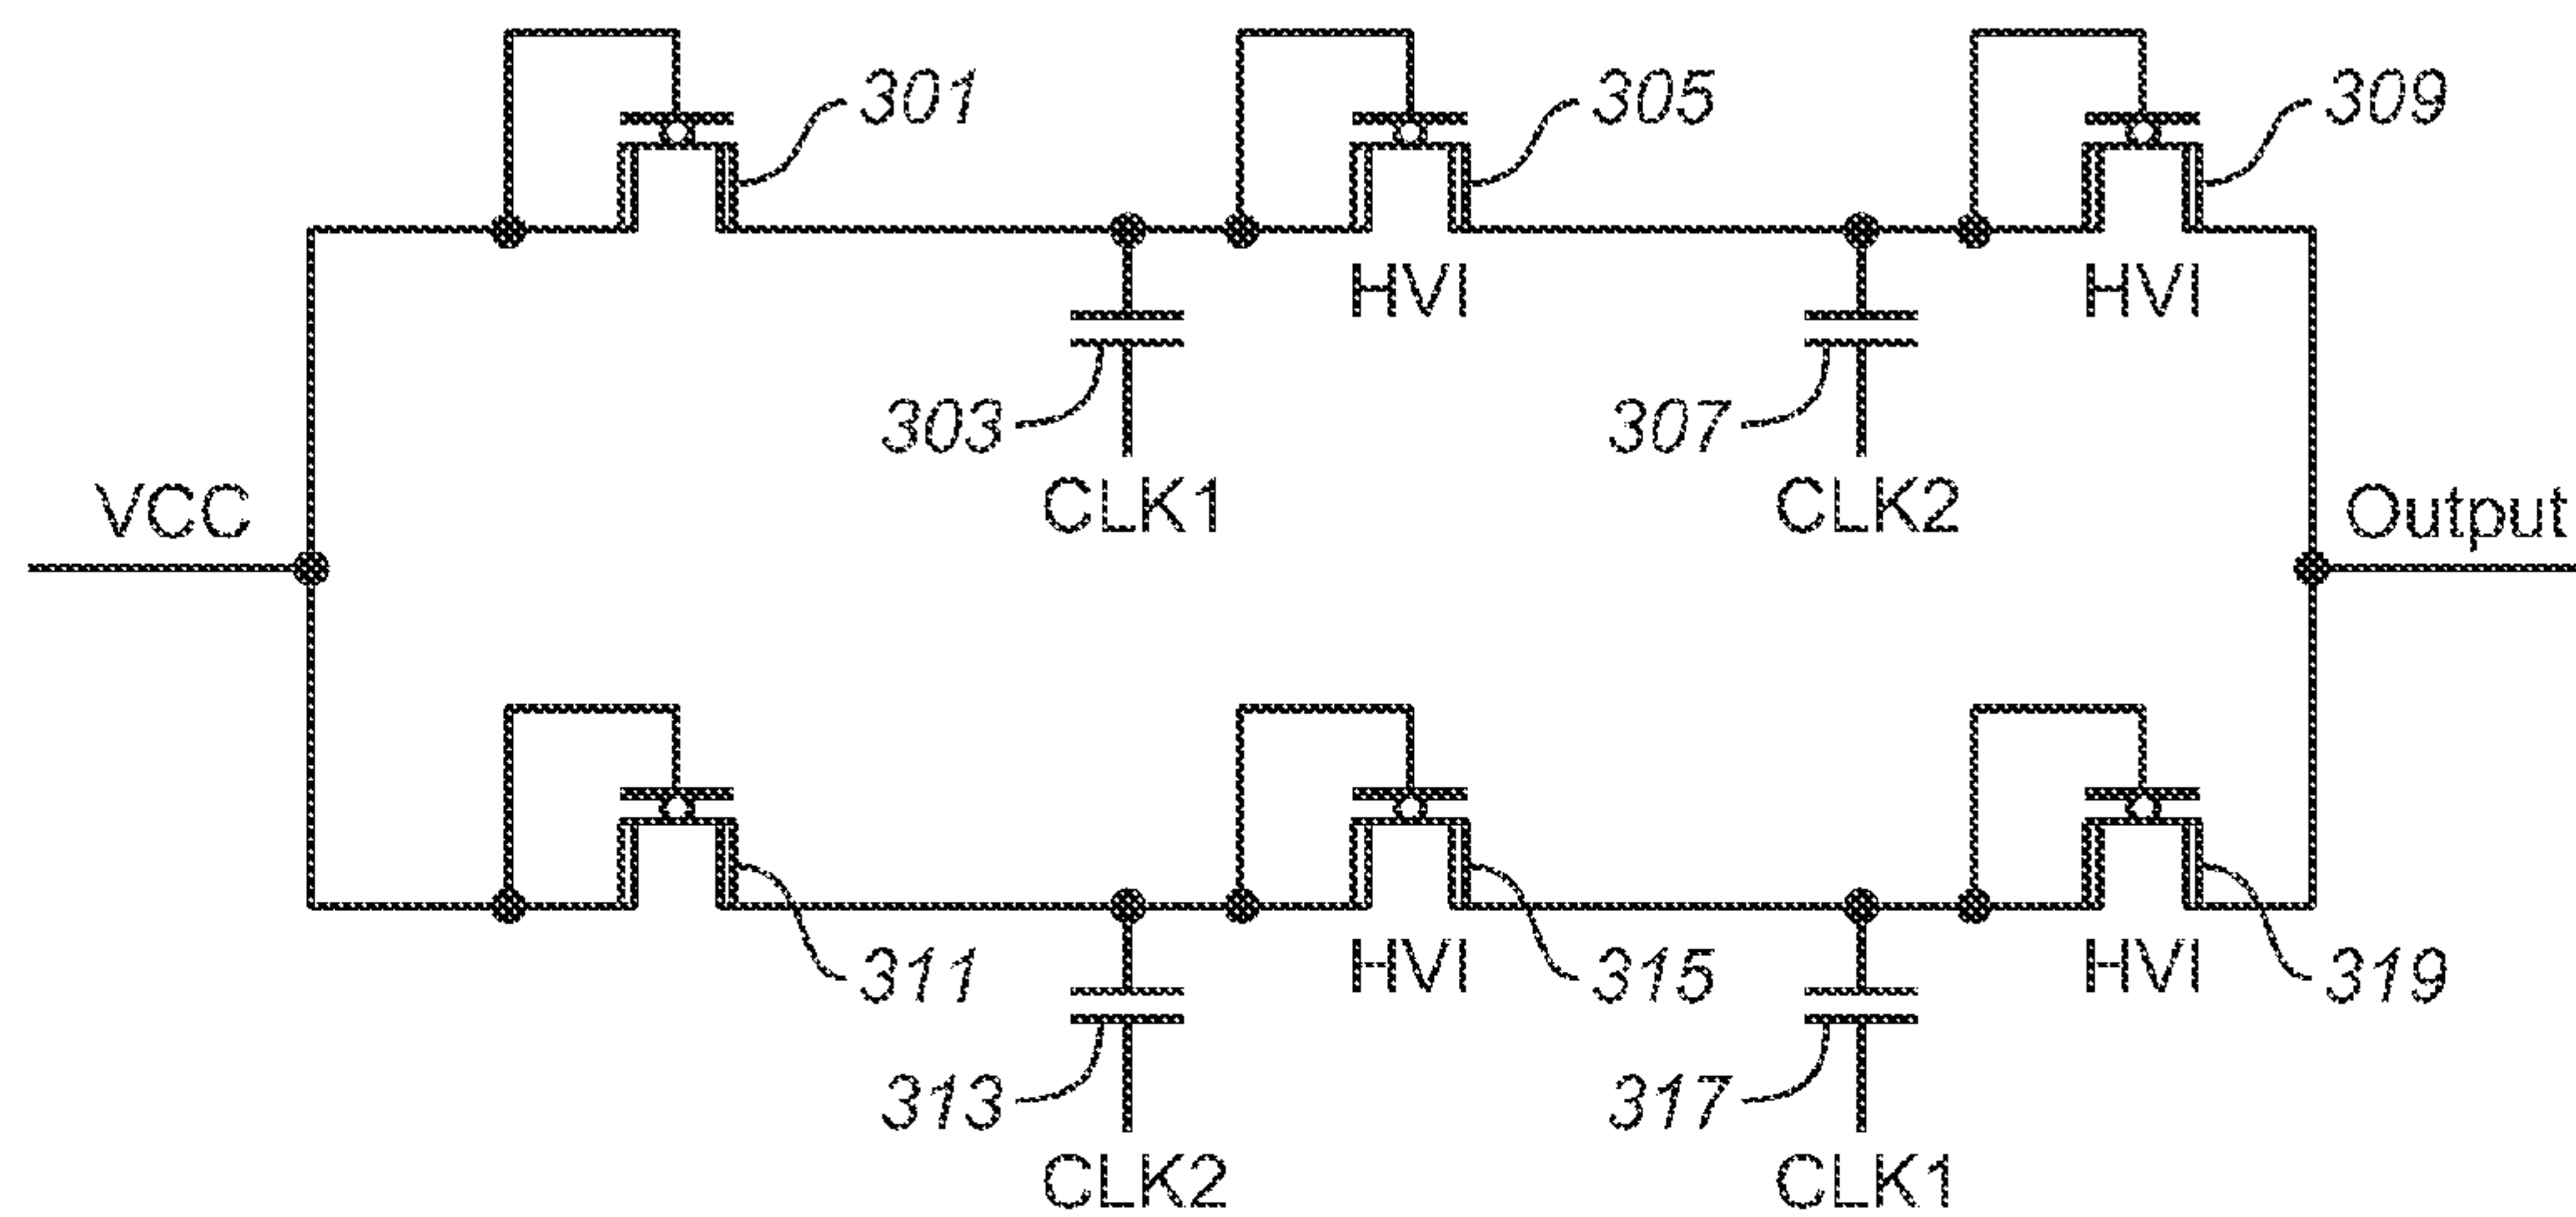 301
305
309
HVI
HVI
303
307
CLK1
CLK2
VCC
Output
311
HVI
315
HVI
319
313
317
CLK2
CLK1